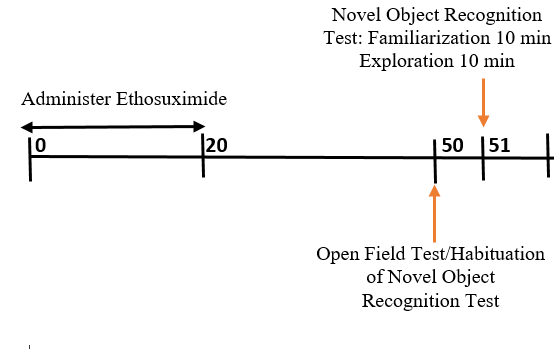 Novel Object Recognition
Test: Familiarization 10 min
Exploration 10 min
Administer Ethosuximide
0
20
50
51
Open Field Test/Habituation
of Novel Object
Recognition Test